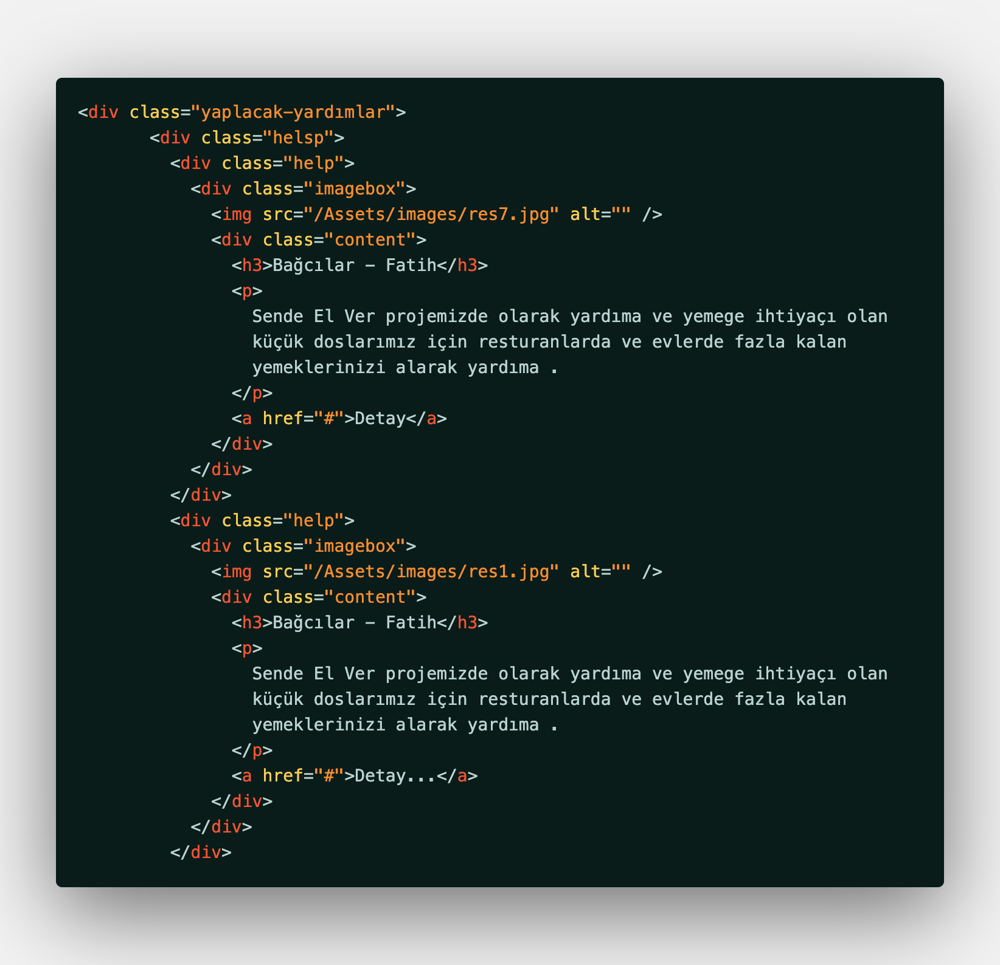 <div class="yaplacak-yardımlar">
<div class="helsp">
<div class="help">
<div class="imagebox">
<img src="/Assets/images/res7.jpg" alt="" />
<div class="content">
<h3>Bağcılar - Fatih</h3>
<p>
Sende El Ver projemizde olarak yardıma ve yemege ihtiyaçı olan
küçük doslarımız için resturanlarda ve evlerde fazla kalan
yemeklerinizi alarak yardıma .
</p>
<a href="#">Detay</a>
</div>
</div>
</div>
<div class="help">
<div class="imagebox">
<img src="/Assets/images/res1.jpg" alt="" />
<div class="content">
<h3>Bağcılar - Fatih</h3>
<p>
Sende El Ver projemizde olarak yardıma ve yemege ihtiyaçı olan
küçük doslarımız için resturanlarda ve evlerde fazla kalan
yemeklerinizi alarak yardıma .
</p>
<a href="#">Detay...</a>
</div>
</div>
</div>